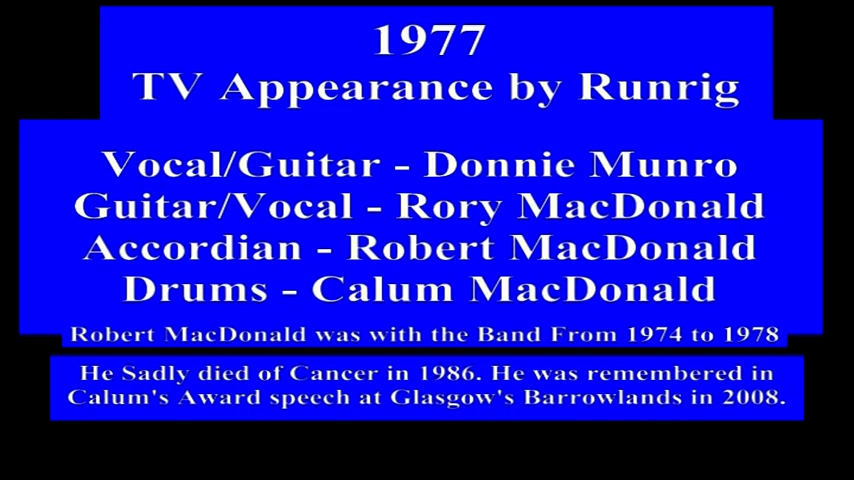 1977
TV Appearance by Runrig
Vocal/Guitar - Donnie Munro
Guitar/Vocal - Rory MacDonald
Accordian - Robert MacDonald
Drums - Calum MacDonald
Robert MacDonald was with the Band From 1974 to 1978
He Sadly died of Cancer in 1986. He was remembered in
Calum's Award speech at Glasgow's Barrowlands in 2008.